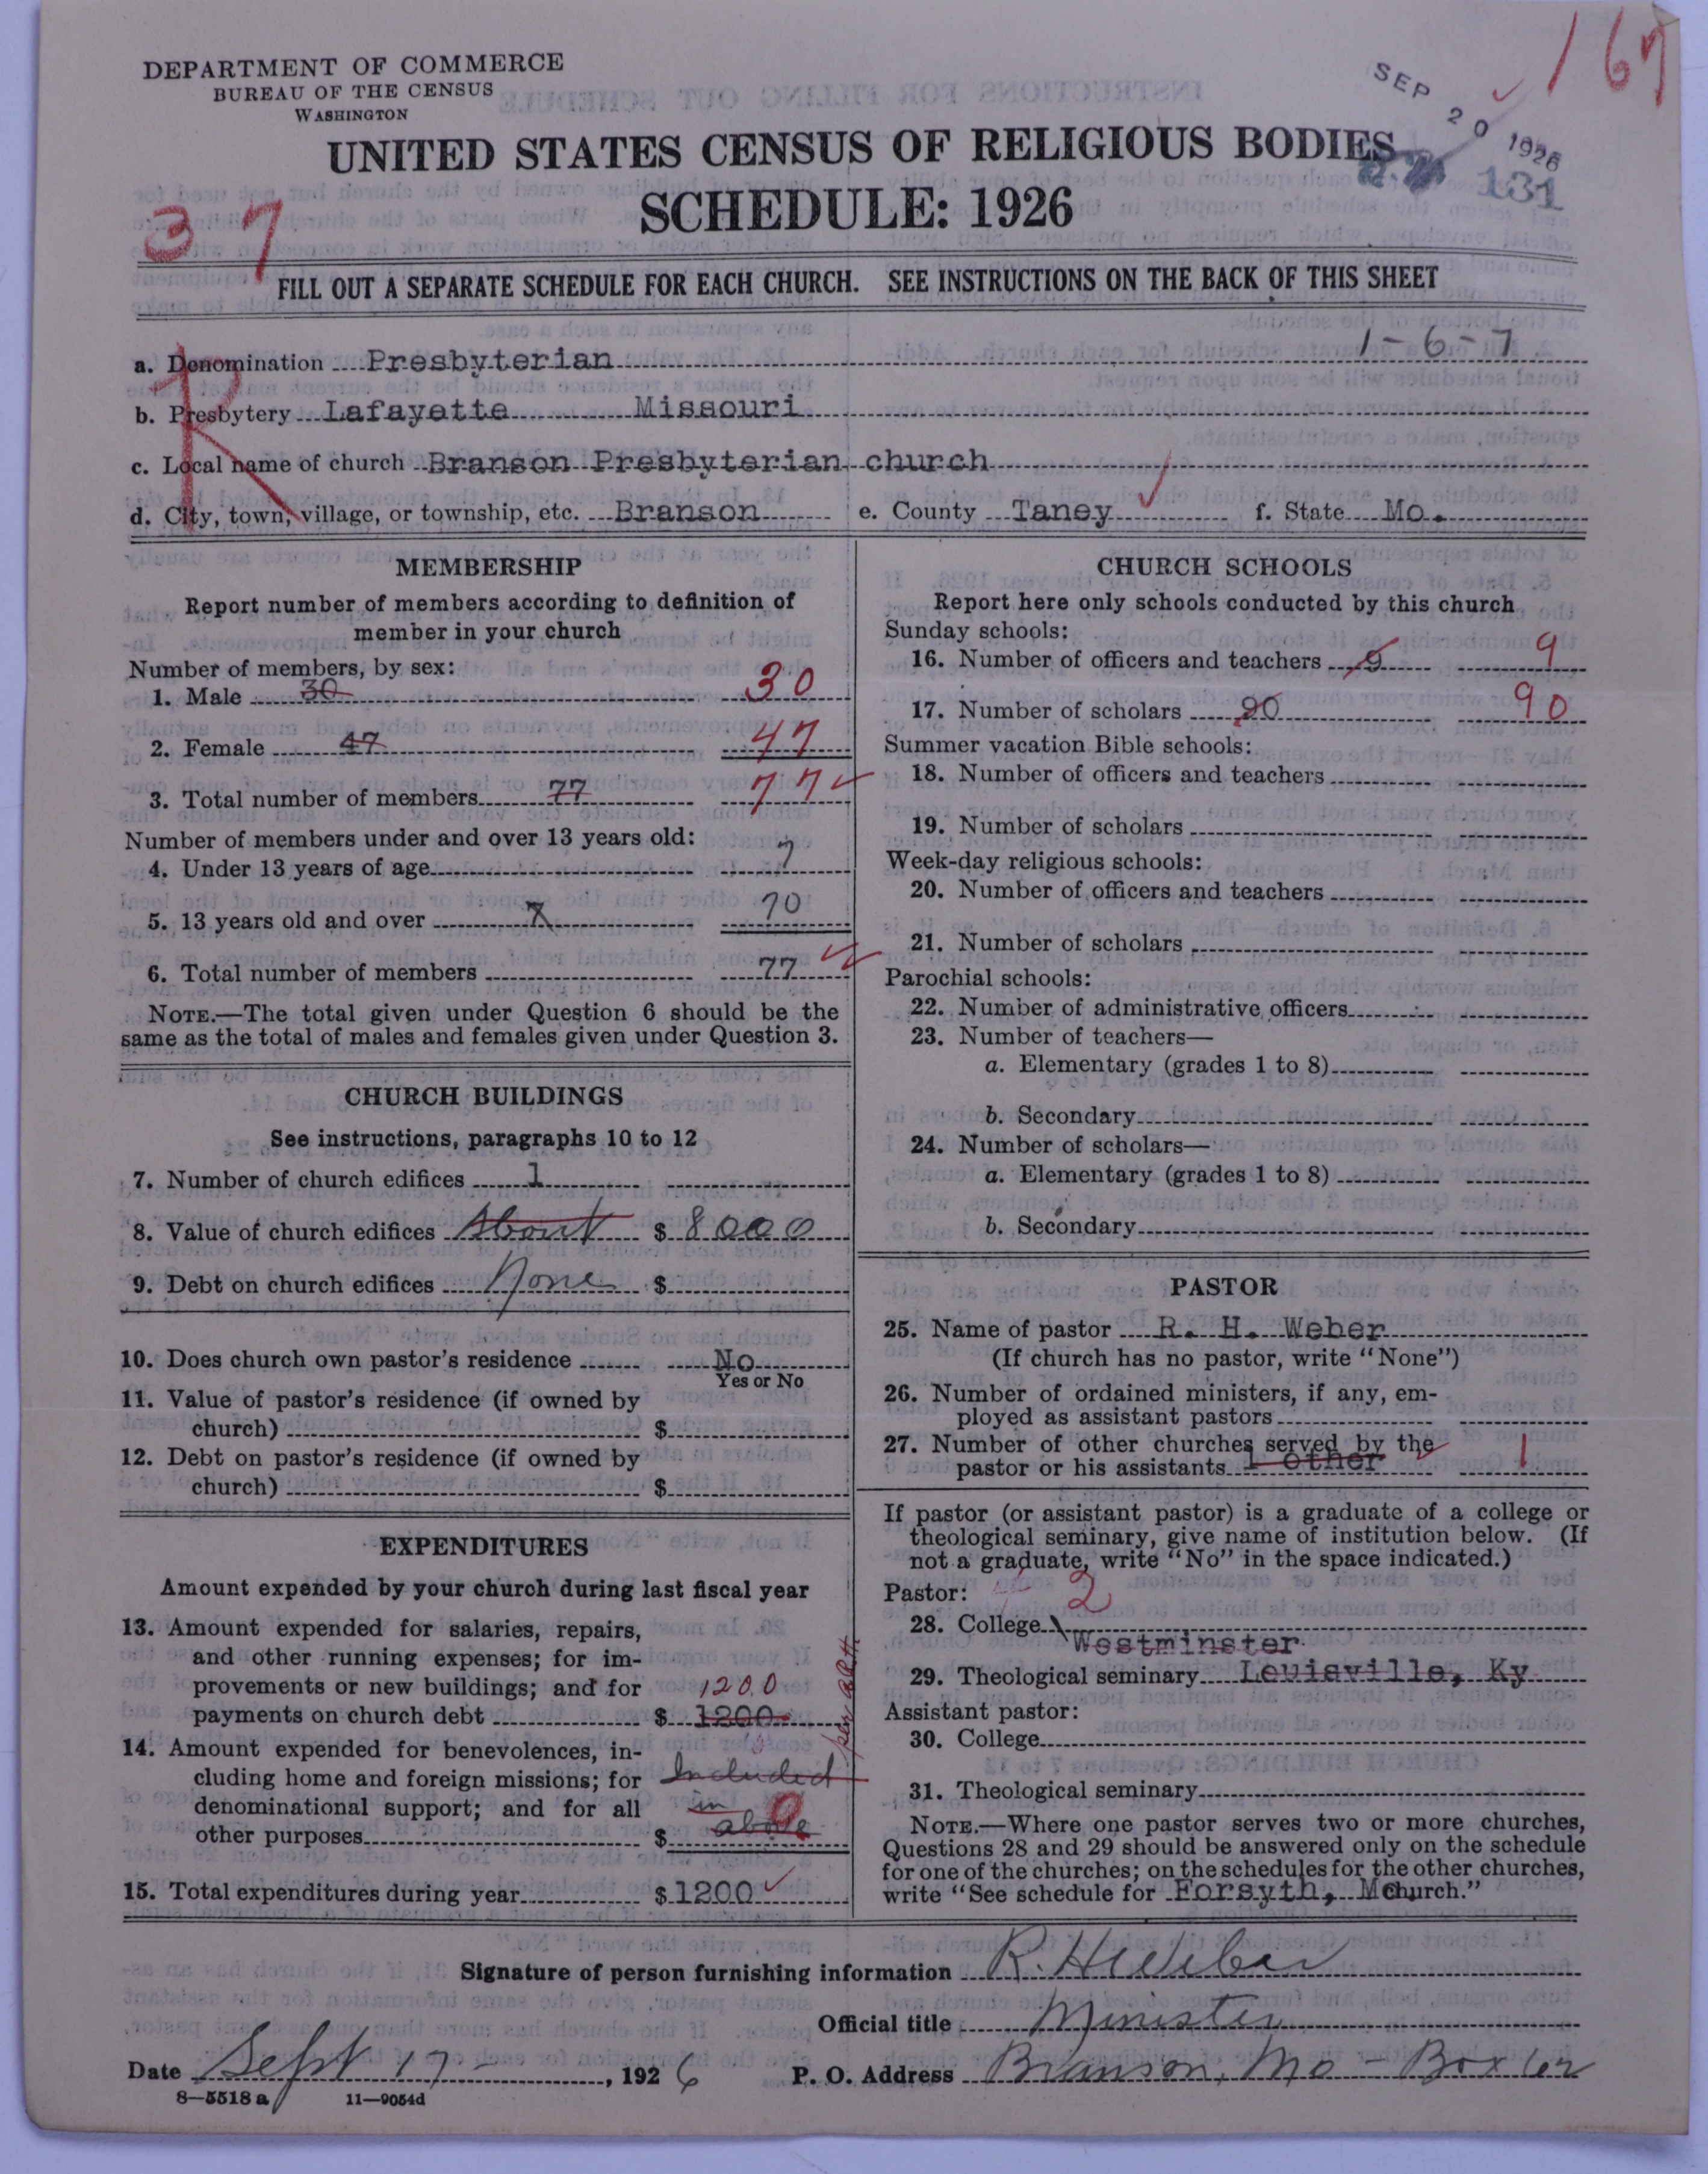 167
DEPARTMENT OF COMMERCE
BUREAU OF THE CENSUS
WASHINGTON
SEP 20 1926
131
UNITED STATES CENSUS OF RELIGIOUS BODIES
SCHEDULE: 1926
37
FILL OUT A SEPARATE SCHEDULE FOR EACH CHURCH. SEE INSTRUCTIONS ON THE BACK OF THIS SHEET
1-6-7
a. Denomination Presbyterian
b. Presbytery Lafayette Missouri
R
c. Local name of church Branson Presbyterian church
d. City, town, village, or township, etc. Branson e. County Taney f. State Mo.
MEMBERSHIP
Report number of members according to definition of
member in your church
Number of members, by sex:
1. Male 30 30
2. Female 47 47
3. Total number of members 77 77
Number of members under and over 13 years old:
4. Under 13 years of age 7
5. 13 years old and over 7 70
6. Total number of members 77
NOTE.—The total given under Question 6 should be the
same as the total of males and females given under Question 3.
CHURCH BUILDINGS
See instructions, paragraphs 10 to 12
7. Number of church edifices 1
8. Value of church edifices About $ 8000
9. Debt on church edifices None $
10. Does church own pastor's residence No
Yes or No
11. Value of pastor's residence (if owned by
church) $
12. Debt on pastor's residence (if owned by
church) $
EXPENDITURES
Amount expended by your church during last fiscal year
13. Amount expended for salaries, repairs,
and other running expenses; for im-
provements or new buildings; and for 1200
payments on church debt $ 1200
14. Amount expended for benevolences, in-
cluding home and foreign missions; for Included
denominational support; and for all in 0
other purposes $ above
15. Total expenditures during year $ 1200
CHURCH SCHOOLS
Report here only schools conducted by this church
Sunday schools:
16. Number of officers and teachers 9 9
17. Number of scholars 90 90
Summer vacation Bible schools:
18. Number of officers and teachers
19. Number of scholars
Week-day religious schools:
20. Number of officers and teachers
21. Number of scholars
Parochial schools:
22. Number of administrative officers
23. Number of teachers—
a. Elementary (grades 1 to 8)
b. Secondary
24. Number of scholars—
a. Elementary (grades 1 to 8)
b. Secondary
PASTOR
25. Name of pastor R. H. Weber
(If church has no pastor, write "None")
26. Number of ordained ministers, if any, em-
ployed as assistant pastors
27. Number of other churches served by the
pastor or his assistants 1 other 1
If pastor (or assistant pastor) is a graduate of a college or
theological seminary, give name of institution below. (If
not a graduate, write "No" in the space indicated.)
Pastor: 2
28. College Westminster
29. Theological seminary Louisville, Ky
Assistant pastor:
30. College
31. Theological seminary
NOTE.—Where one pastor serves two or more churches,
Questions 28 and 29 should be answered only on the schedule
for one of the churches; on the schedules for the other churches,
write "See schedule for Forsyth, Mo church."
Signature of person furnishing information R. H Weber
Official title Minister
Date Sept 17- , 1926 P. O. Address Branson, Mo - Box
8—5518 a 11—9054d